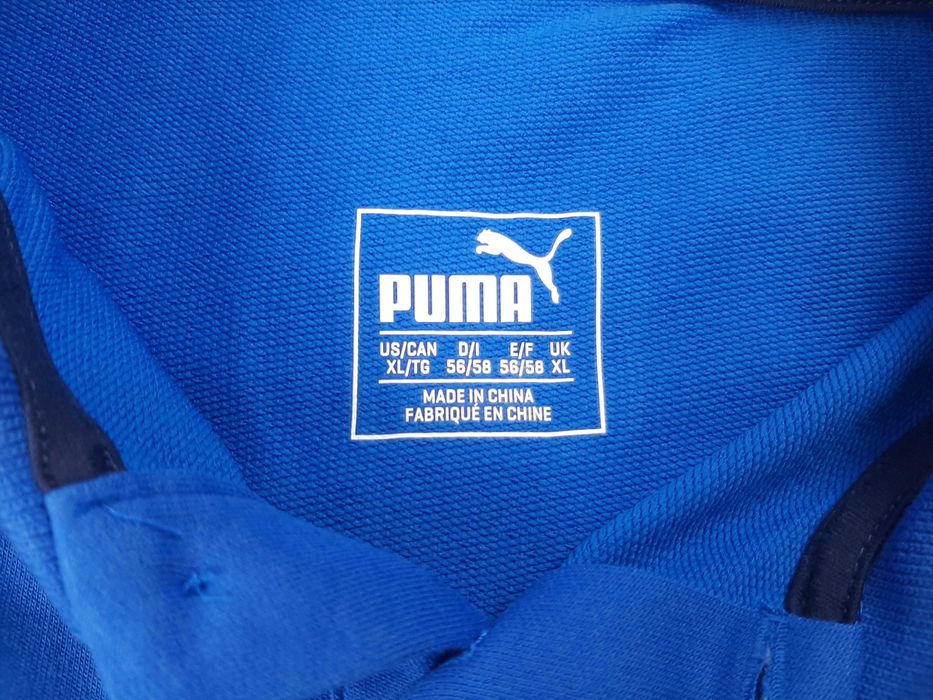 PUMA
US/CAN D/I E/F UK
XL/TG 56/58 56/58 XL
MADE IN CHINA
FABRIQUÉ EN CHINE